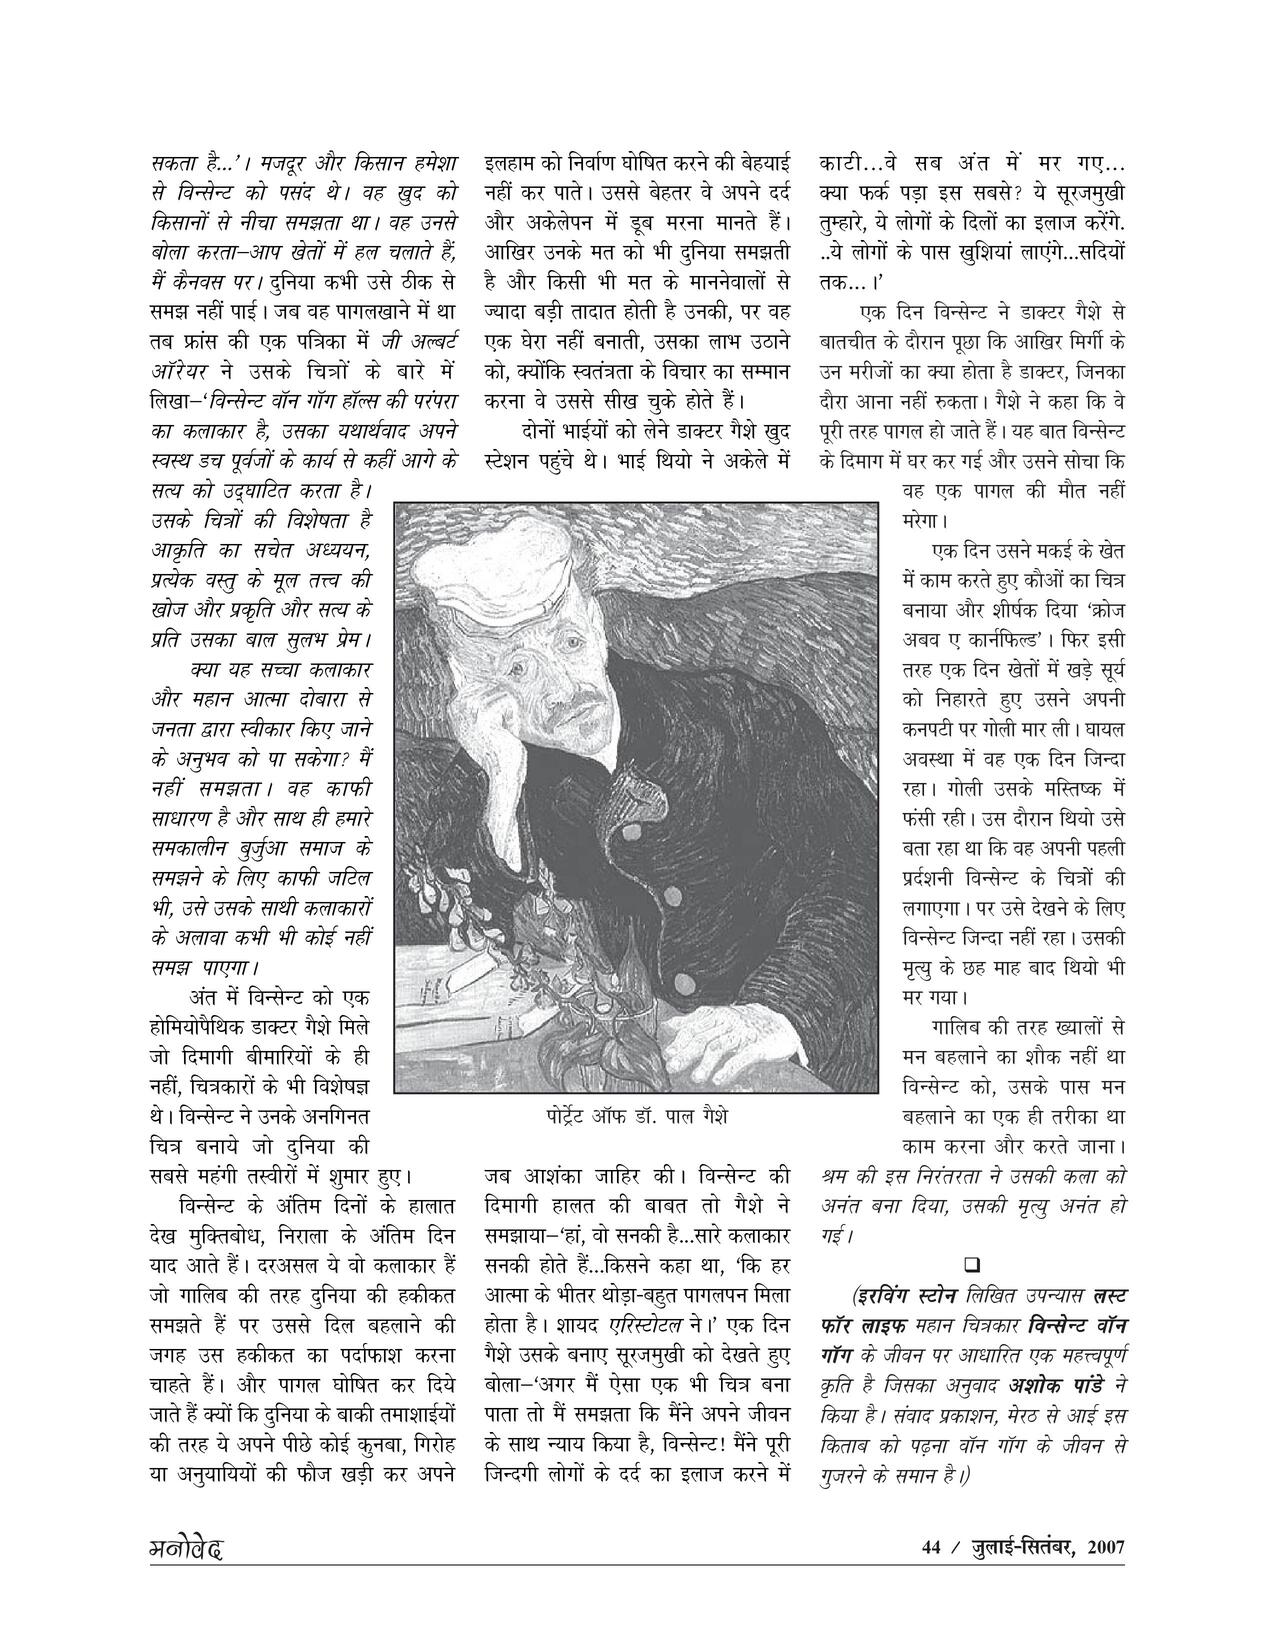 सकता है...’। मजदूर और किसान हमेशा
से विन्सेन्ट को पसंद थे। वह खुद को
किसानों से नीचा समझता था। वह उनसे
बोला करता–आप खेतों में हल चलाते हैं,
मैं कैनवस पर। दुनिया कभी उसे ठीक से
समझ नहीं पाई। जब वह पागलखाने में था
तब फ्रांस की एक पत्रिका में जी अल्बर्ट
ऑरेयर ने उसके चित्रों के बारे में
लिखा–‘विन्सेन्ट वॉन गॉग हॉल्स की परंपरा
का कलाकार है, उसका यथार्थवाद अपने
स्वस्थ डच पूर्वजों के कार्य से कहीं आगे के
सत्य को उद्घाटित करता है।
उसके चित्रों की विशेषता है
आकृति का सचेत अध्ययन,
प्रत्येक वस्तु के मूल तत्त्व की
खोज और प्रकृति और सत्य के
प्रति उसका बाल सुलभ प्रेम।
क्या यह सच्चा कलाकार
और महान आत्मा दोबारा से
जनता द्वारा स्वीकार किए जाने
के अनुभव को पा सकेगा? मैं
नहीं समझता। वह काफी
साधारण है और साथ ही हमारे
समकालीन बुर्जुआ समाज के
समझने के लिए काफी जटिल
भी, उसे उसके साथी कलाकारों
के अलावा कभी भी कोई नहीं
समझ पाएगा।
अंत में विन्सेन्ट को एक
होमियोपैथिक डाक्टर गैशे मिले
जो दिमागी बीमारियों के ही
नहीं, चित्रकारों के भी विशेषज्ञ
थे। विन्सेन्ट ने उनके अनगिनत
चित्र बनाये जो दुनिया की
सबसे महंगी तस्वीरों में शुमार हुए।
विन्सेन्ट के अंतिम दिनों के हालात
देख मुक्तिबोध, निराला के अंतिम दिन
याद आते हैं। दरअसल ये वो कलाकार हैं
जो गालिब की तरह दुनिया की हकीकत
समझते हैं पर उससे दिल बहलाने की
जगह उस हकीकत का पर्दाफाश करना
चाहते हैं। और पागल घोषित कर दिये
जाते हैं क्यों कि दुनिया के बाकी तमाशाईयों
की तरह ये अपने पीछे कोई कुनबा, गिरोह
या अनुयायियों की फौज खड़ी कर अपने
इलहाम को निर्वाण घोषित करने की बेहयाई
नहीं कर पाते। उससे बेहतर वे अपने दर्द
और अकेलेपन में डूब मरना मानते हैं।
आखिर उनके मत को भी दुनिया समझती
है और किसी भी मत के माननेवालों से
ज्यादा बड़ी तादात होती है उनकी, पर वह
एक घेरा नहीं बनाती, उसका लाभ उठाने
को, क्योंकि स्वतंत्रता के विचार का सम्मान
करना वे उससे सीख चुके होते हैं।
दोनों भाईयों को लेने डाक्टर गैशे खुद
स्टेशन पहुंचे थे। भाई थियो ने अकेले में
पोर्ट्रेट ऑफ डॉ. पाल गैशे
जब आशंका जाहिर की। विन्सेन्ट की
दिमागी हालत की बाबत तो गैशे ने
समझाया–‘हां, वो सनकी है...सारे कलाकार
सनकी होते हैं...किसने कहा था, ‘कि हर
आत्मा के भीतर थोड़ा-बहुत पागलपन मिला
होता है। शायद एरिस्टोटल ने।’ एक दिन
गैशे उसके बनाए सूरजमुखी को देखते हुए
बोला–‘अगर मैं ऐसा एक भी चित्र बना
पाता तो मैं समझता कि मैंने अपने जीवन
के साथ न्याय किया है, विन्सेन्ट! मैंने पूरी
जिन्दगी लोगों के दर्द का इलाज करने में
काटी...वे सब अंत में मर गए...
क्या फर्क पड़ा इस सबसे? ये सूरजमुखी
तुम्हारे, ये लोगों के दिलों का इलाज करेंगे.
..ये लोगों के पास खुशियां लाएंगे...सदियों
तक...।’
एक दिन विन्सेन्ट ने डाक्टर गैशे से
बातचीत के दौरान पूछा कि आखिर मिर्गी के
उन मरीजों का क्या होता है डाक्टर, जिनका
दौरा आना नहीं रुकता। गैशे ने कहा कि वे
पूरी तरह पागल हो जाते हैं। यह बात विन्सेन्ट
के दिमाग में घर कर गई और उसने सोचा कि
वह एक पागल की मौत नहीं
मरेगा।
एक दिन उसने मकई के खेत
में काम करते हुए कौओं का चित्र
बनाया और शीर्षक दिया ‘क्रोज
अबव ए कार्नफिल्ड’। फिर इसी
तरह एक दिन खेतों में खड़े सूर्य
को निहारते हुए उसने अपनी
कनपटी पर गोली मार ली। घायल
अवस्था में वह एक दिन जिन्दा
रहा। गोली उसके मस्तिष्क में
फंसी रही। उस दौरान थियो उसे
बता रहा था कि वह अपनी पहली
प्रर्दशनी विन्सेन्ट के चित्रों की
लगाएगा। पर उसे देखने के लिए
विन्सेन्ट जिन्दा नहीं रहा। उसकी
मृत्यु के छह माह बाद थियो भी
मर गया।
गालिब की तरह ख्यालों से
मन बहलाने का शौक नहीं था
विन्सेन्ट को, उसके पास मन
बहलाने का एक ही तरीका था
काम करना और करते जाना।
श्रम की इस निरंतरता ने उसकी कला को
अनंत बना दिया, उसकी मृत्यु अनंत हो
गई।
❑
(इरविंग स्टोन लिखित उपन्यास लस्ट
फॉर लाइफ महान चित्रकार विन्सेन्ट वॉन
गॉग के जीवन पर आधारित एक महत्त्वपूर्ण
कृति है जिसका अनुवाद अशोक पांडे ने
किया है। संवाद प्रकाशन, मेरठ से आई इस
किताब को पढ़ना वॉन गॉग के जीवन से
गुजरने के समान है।)
मनोवेद
44 / जुलाई-सितंबर, 2007